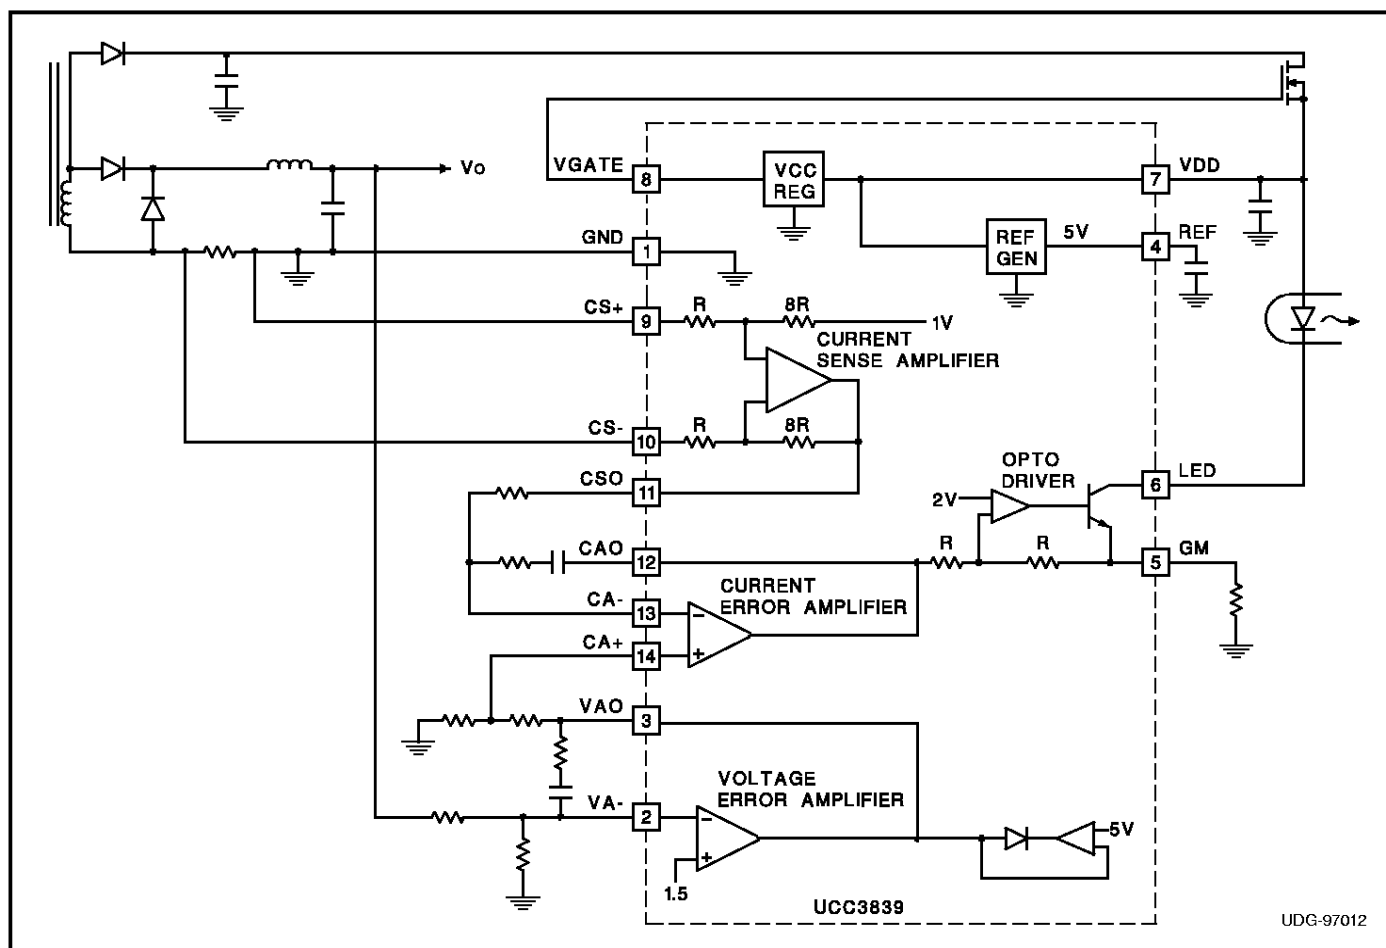 Vo
VGATE
8
VCC
REG
7
VDD
GND
1
REF
GEN
5V
4
REF
CS+
9
R
8R
1V
CURRENT
SENSE AMPLIFIER
CS-
10
R
8R
CSO
11
OPTO
DRIVER
2V
6
LED
CAO
12
R
R
5
GM
CURRENT
ERROR AMPLIFIER
CA-
13
−
CA+
14
+
VAO
3
VOLTAGE
ERROR AMPLIFIER
VA-
2
−
+
1.5
5V
UCC3839
UDG-97012